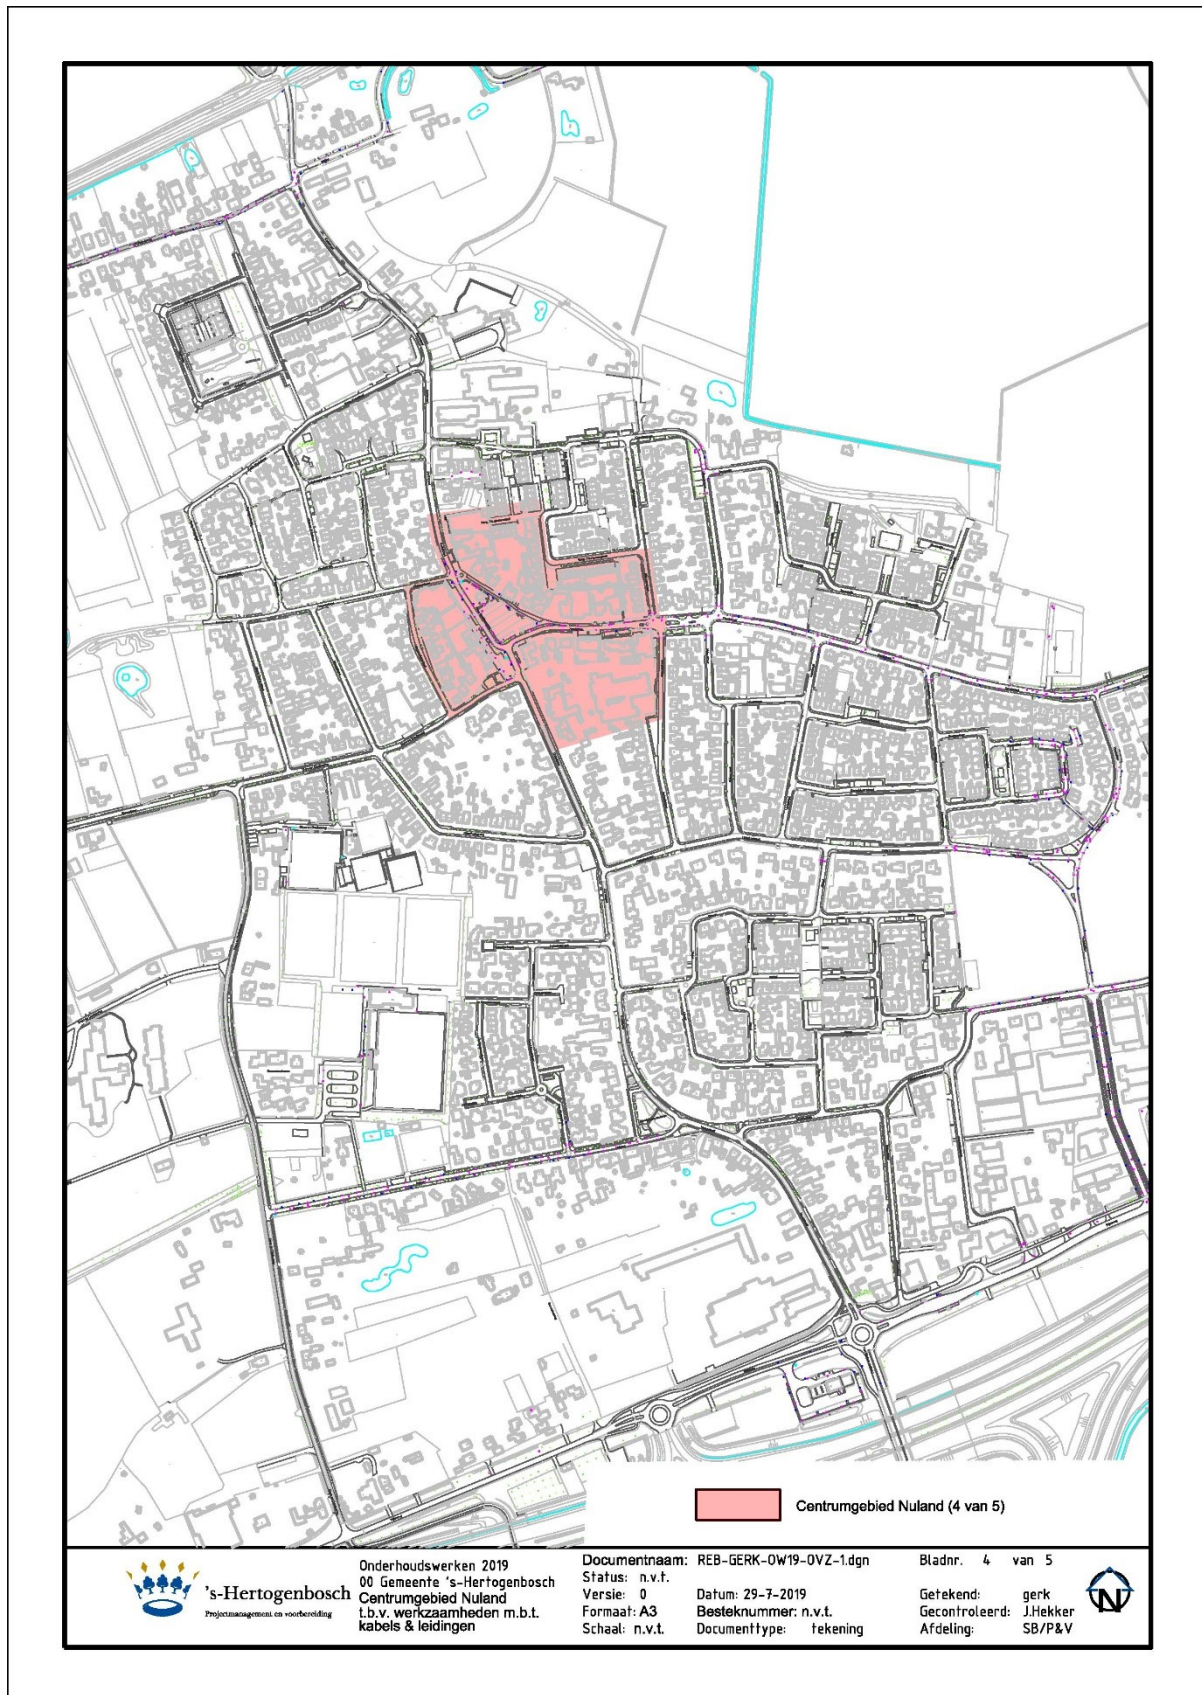 Centrumgebied Nuland (4 van 5)
's-Hertogenbosch
Projectmanagement en voorbereiding
Onderhoudswerken 2019
00 Gemeente 's-Hertogenbosch
Centrumgebied Nuland
t.b.v. werkzaamheden m.b.t.
kabels & leidingen
Documentnaam: REB-GERK-OW19-OVZ-1.dgn
Status: n.v.t.
Versie: 0 Datum: 29-7-2019
Formaat: A3 Besteknummer: n.v.t.
Schaal: n.v.t. Documenttype: tekening
Bladnr. 4 van 5
Getekend: gerk
Gecontroleerd: J.Hekker
Afdeling: SB/P&V
N